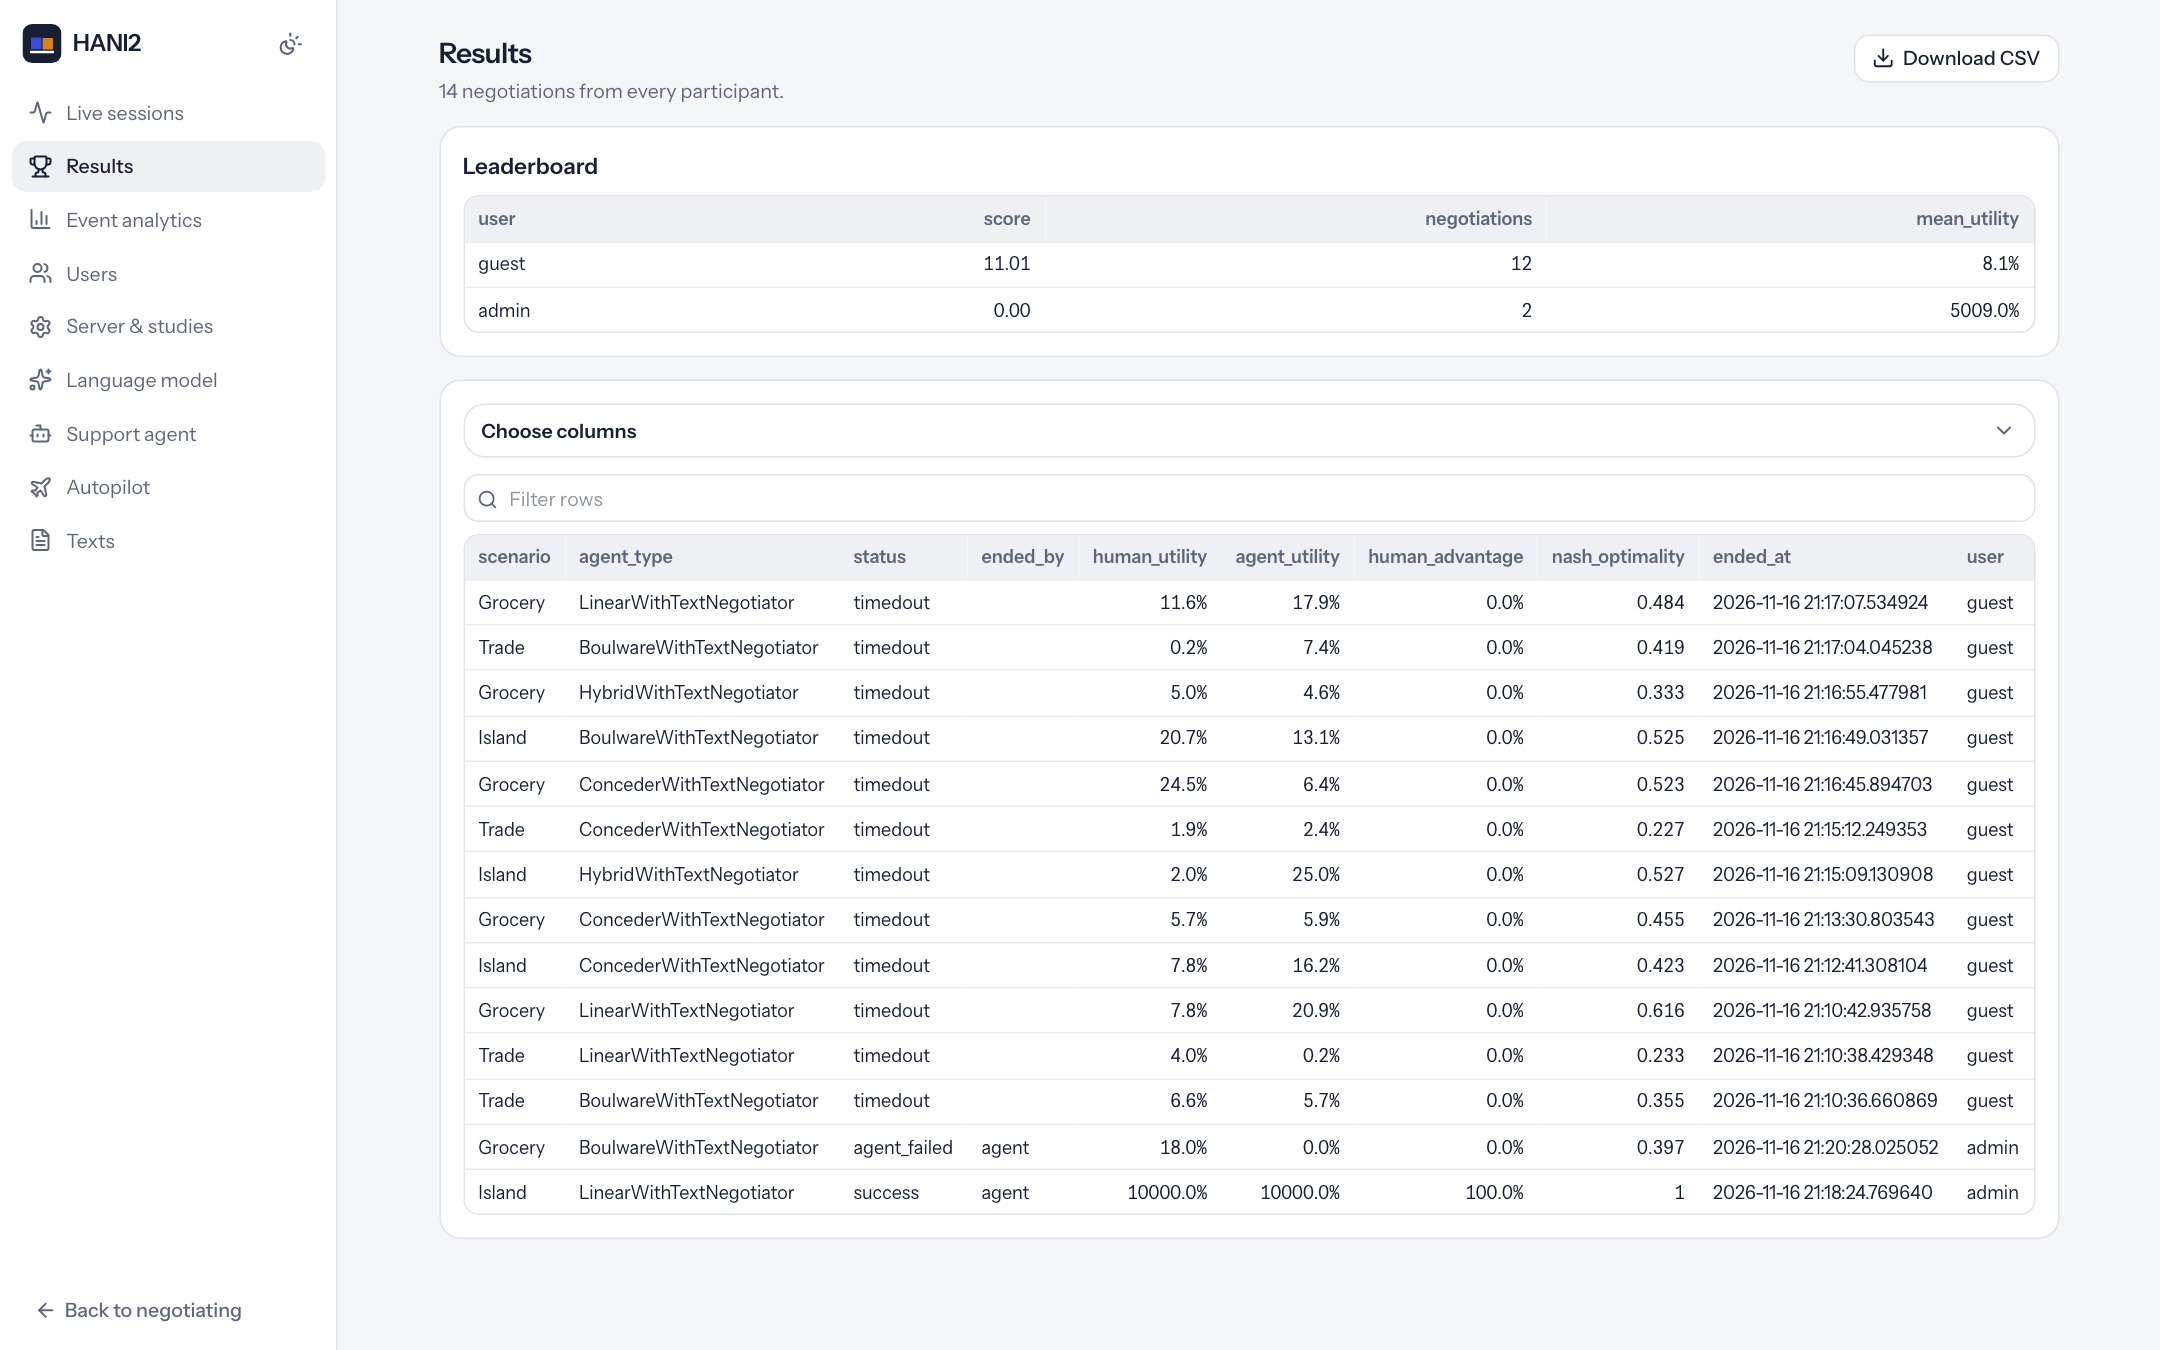 HANI2
Live sessions
Results
Event analytics
Users
Server & studies
Language model
Support agent
Autopilot
Texts
Back to negotiating
Results
14 negotiations from every participant.
Download CSV
Leaderboard
user score negotiations mean_utility
guest 11.01 12 8.1%
admin 0.00 2 5009.0%
Choose columns
Filter rows
scenario agent_type status ended_by human_utility agent_utility human_advantage nash_optimality ended_at user
Grocery LinearWithTextNegotiator timedout 11.6% 17.9% 0.0% 0.484 2026-11-16 21:17:07.534924 guest
Trade BoulwareWithTextNegotiator timedout 0.2% 7.4% 0.0% 0.419 2026-11-16 21:17:04.045238 guest
Grocery HybridWithTextNegotiator timedout 5.0% 4.6% 0.0% 0.333 2026-11-16 21:16:55.477981 guest
Island BoulwareWithTextNegotiator timedout 20.7% 13.1% 0.0% 0.525 2026-11-16 21:16:49.031357 guest
Grocery ConcederWithTextNegotiator timedout 24.5% 6.4% 0.0% 0.523 2026-11-16 21:16:45.894703 guest
Trade ConcederWithTextNegotiator timedout 1.9% 2.4% 0.0% 0.227 2026-11-16 21:15:12.249353 guest
Island HybridWithTextNegotiator timedout 2.0% 25.0% 0.0% 0.527 2026-11-16 21:15:09.130908 guest
Grocery ConcederWithTextNegotiator timedout 5.7% 5.9% 0.0% 0.455 2026-11-16 21:13:30.803543 guest
Island ConcederWithTextNegotiator timedout 7.8% 16.2% 0.0% 0.423 2026-11-16 21:12:41.308104 guest
Grocery LinearWithTextNegotiator timedout 7.8% 20.9% 0.0% 0.616 2026-11-16 21:10:42.935758 guest
Trade LinearWithTextNegotiator timedout 4.0% 0.2% 0.0% 0.233 2026-11-16 21:10:38.429348 guest
Trade BoulwareWithTextNegotiator timedout 6.6% 5.7% 0.0% 0.355 2026-11-16 21:10:36.660869 guest
Grocery BoulwareWithTextNegotiator agent_failed agent 18.0% 0.0% 0.0% 0.397 2026-11-16 21:20:28.025052 admin
Island LinearWithTextNegotiator success agent 10000.0% 10000.0% 100.0% 1 2026-11-16 21:18:24.769640 admin